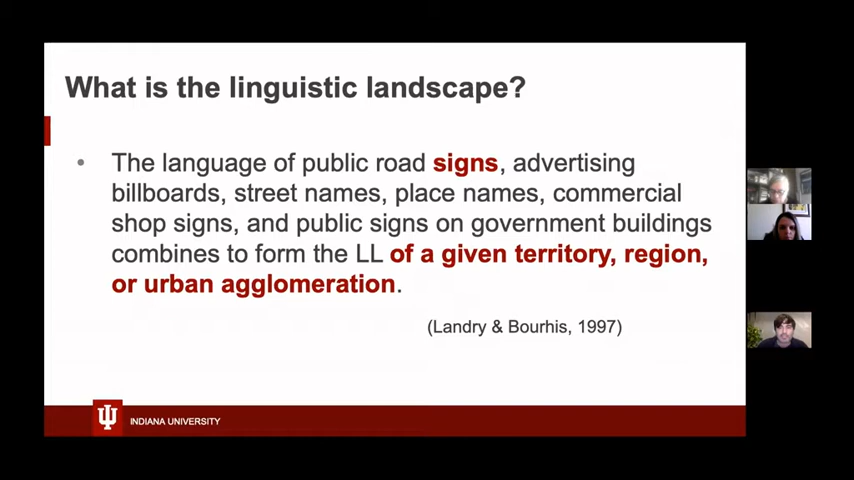 What is the linguistic landscape?
• The language of public road signs, advertising
billboards, street names, place names, commercial
shop signs, and public signs on government buildings
combines to form the LL of a given territory, region,
or urban agglomeration.
(Landry & Bourhis, 1997)
INDIANA UNIVERSITY